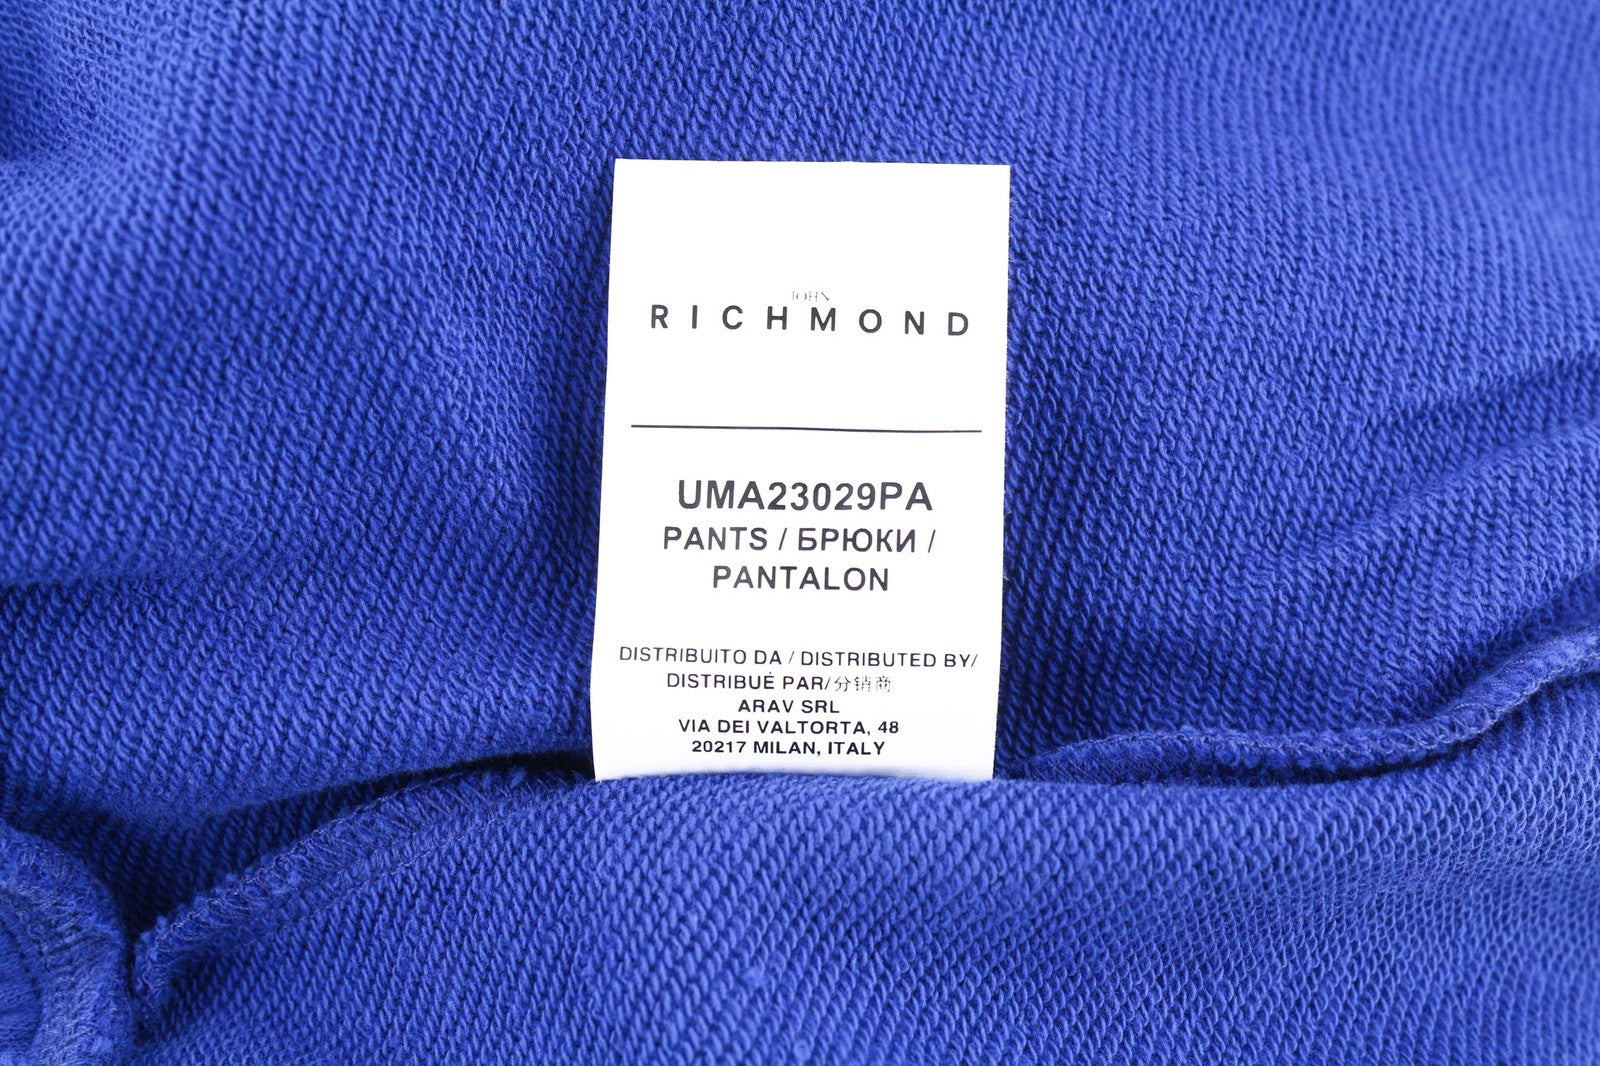 JOHN
RICHMOND
UMA23029PA
PANTS / БРЮКИ /
PANTALON
DISTRIBUITO DA / DISTRIBUTED BY/
DISTRIBUÉ PAR/分销商
ARAV SRL
VIA DEI VALTORTA, 48
20217 MILAN, ITALY